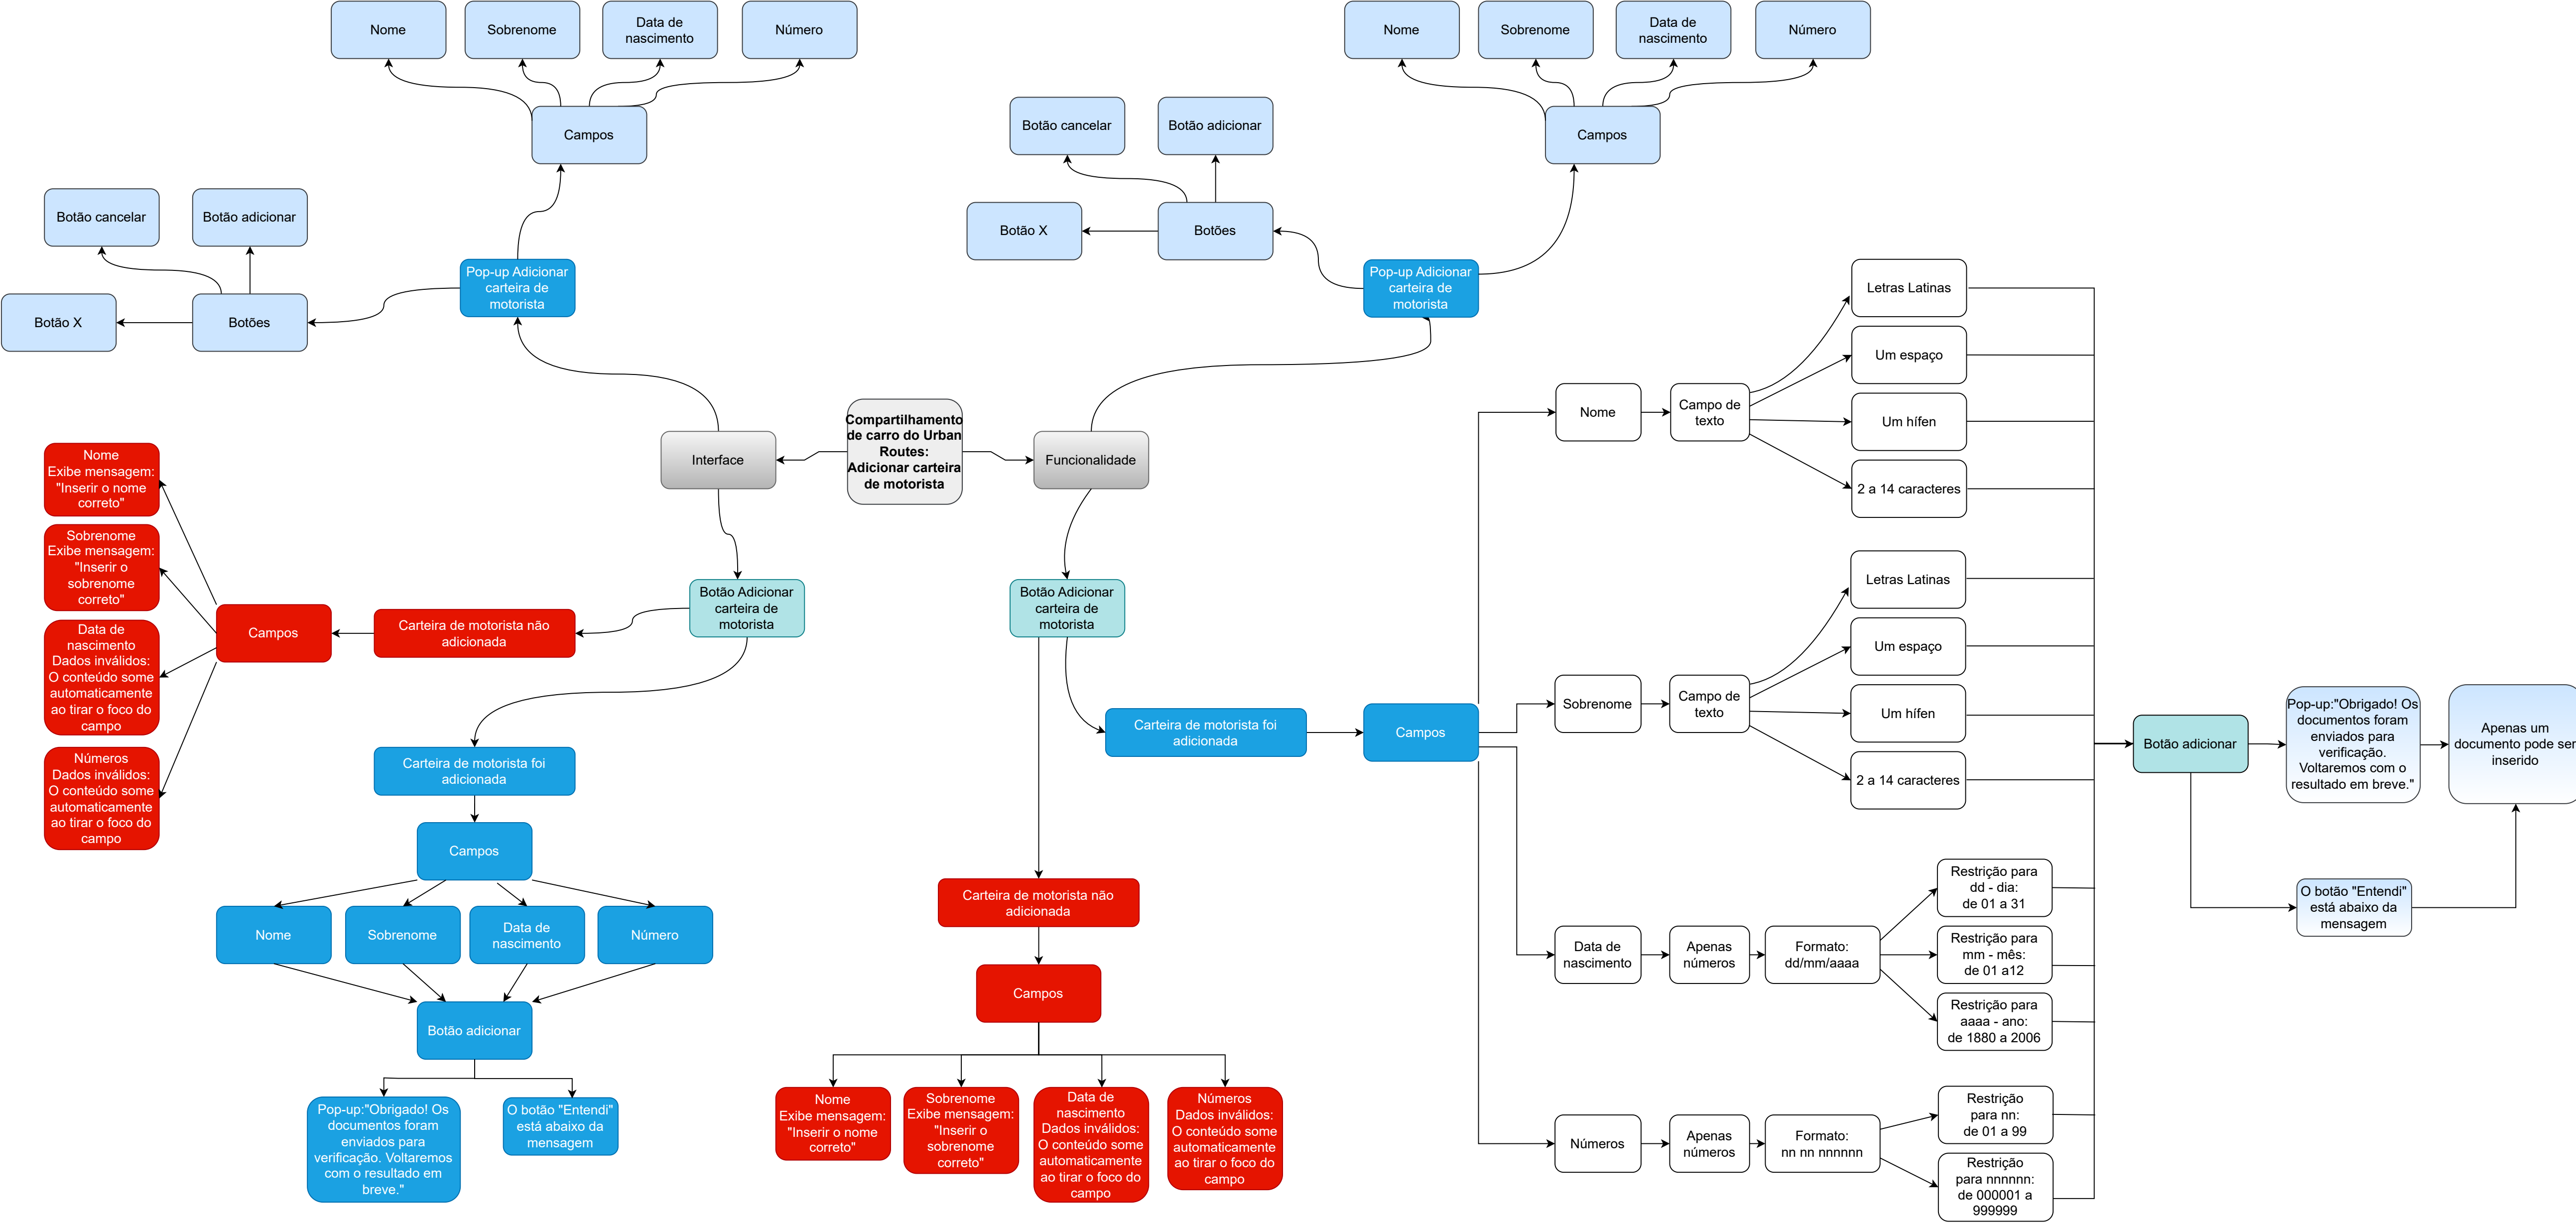 Nome
Sobrenome
Data de
nascimento
Número
Campos
Botão cancelar
Botão adicionar
Botão X
Botões
Pop-up Adicionar
carteira de
motorista
Nome
Sobrenome
Data de
nascimento
Número
Campos
Botão cancelar
Botão adicionar
Botão X
Botões
Pop-up Adicionar
carteira de
motorista
Compartilhamento
de carro do Urban
Routes:
Adicionar carteira
de motorista
Interface
Funcionalidade
Botão Adicionar
carteira de
motorista
Carteira de motorista não
adicionada
Campos
Nome
Exibe mensagem:
"Inserir o nome
correto"
Sobrenome
Exibe mensagem:
"Inserir o
sobrenome
correto"
Data de
nascimento
Dados inválidos:
O conteúdo some
automaticamente
ao tirar o foco do
campo
Números
Dados inválidos:
O conteúdo some
automaticamente
ao tirar o foco do
campo
Carteira de motorista foi
adicionada
Campos
Nome
Sobrenome
Data de
nascimento
Número
Botão adicionar
Pop-up:"Obrigado! Os
documentos foram
enviados para
verificação. Voltaremos
com o resultado em
breve."
O botão "Entendi"
está abaixo da
mensagem
Botão Adicionar
carteira de
motorista
Carteira de motorista não
adicionada
Campos
Nome
Exibe mensagem:
"Inserir o nome
correto"
Sobrenome
Exibe mensagem:
"Inserir o
sobrenome
correto"
Data de
nascimento
Dados inválidos:
O conteúdo some
automaticamente
ao tirar o foco do
campo
Números
Dados inválidos:
O conteúdo some
automaticamente
ao tirar o foco do
campo
Carteira de motorista foi
adicionada
Campos
Nome
Campo de
texto
Letras Latinas
Um espaço
Um hífen
2 a 14 caracteres
Sobrenome
Campo de
texto
Letras Latinas
Um espaço
Um hífen
2 a 14 caracteres
Data de
nascimento
Apenas
números
Formato:
dd/mm/aaaa
Restrição para
dd - dia:
de 01 a 31
Restrição para
mm - mês:
de 01 a12
Restrição para
aaaa - ano:
de 1880 a 2006
Números
Apenas
números
Formato:
nn nn nnnnnn
Restrição
para nn:
de 01 a 99
Restrição
para nnnnnn:
de 000001 a
999999
Botão adicionar
Pop-up:"Obrigado! Os
documentos foram
enviados para
verificação.
Voltaremos com o
resultado em breve."
Apenas um
documento pode ser
inserido
O botão "Entendi"
está abaixo da
mensagem